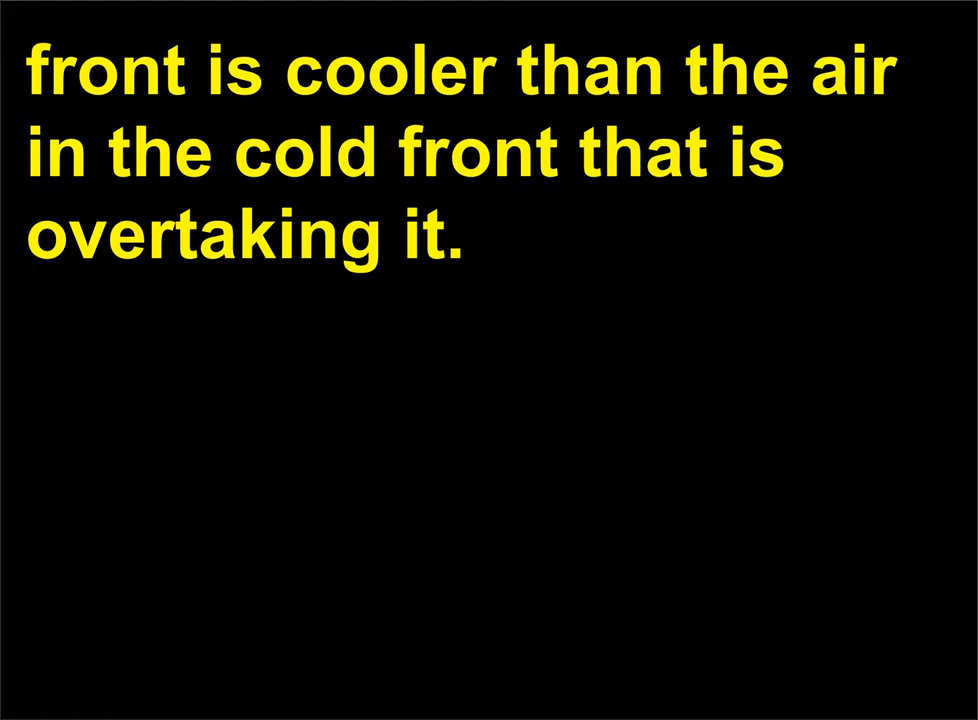 front is cooler than the air
in the cold front that is
overtaking it.